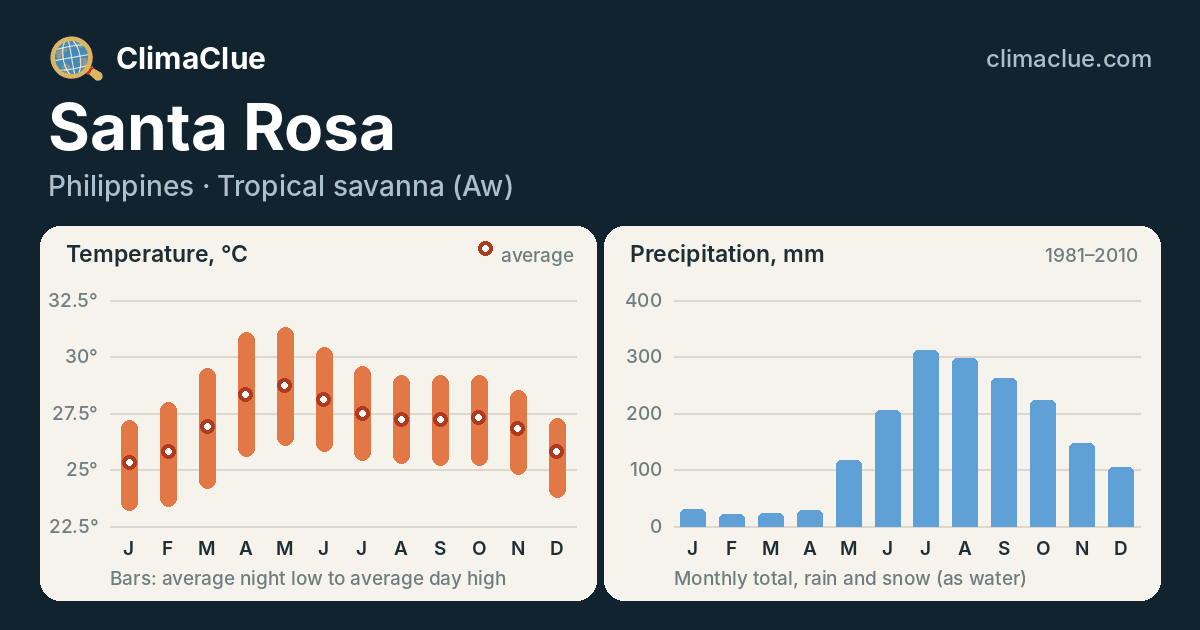 ClimaClue
climaclue.com
Santa Rosa
Philippines · Tropical savanna (Aw)
Temperature, °C
average
32.5°
30°
27.5°
25°
22.5°
J F M A M J J A S O N D
Bars: average night low to average day high
Precipitation, mm
1981–2010
400
300
200
100
0
J F M A M J J A S O N D
Monthly total, rain and snow (as water)